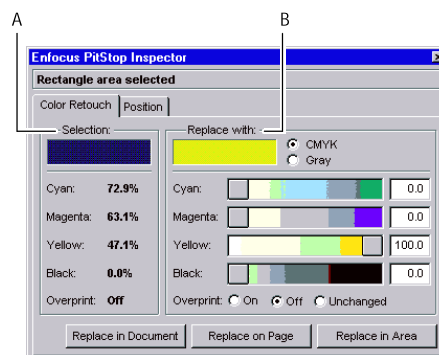 A B
Enfocus PitStop Inspector
Rectangle area selected
Color Retouch Position
Selection: Replace with:
CMYK
Gray
Cyan: 72.9% Cyan: 0.0
Magenta: 63.1% Magenta: 0.0
Yellow: 47.1% Yellow: 100.0
Black: 0.0% Black: 0.0
Overprint: Off Overprint: On Off Unchanged
Replace in Document Replace on Page Replace in Area